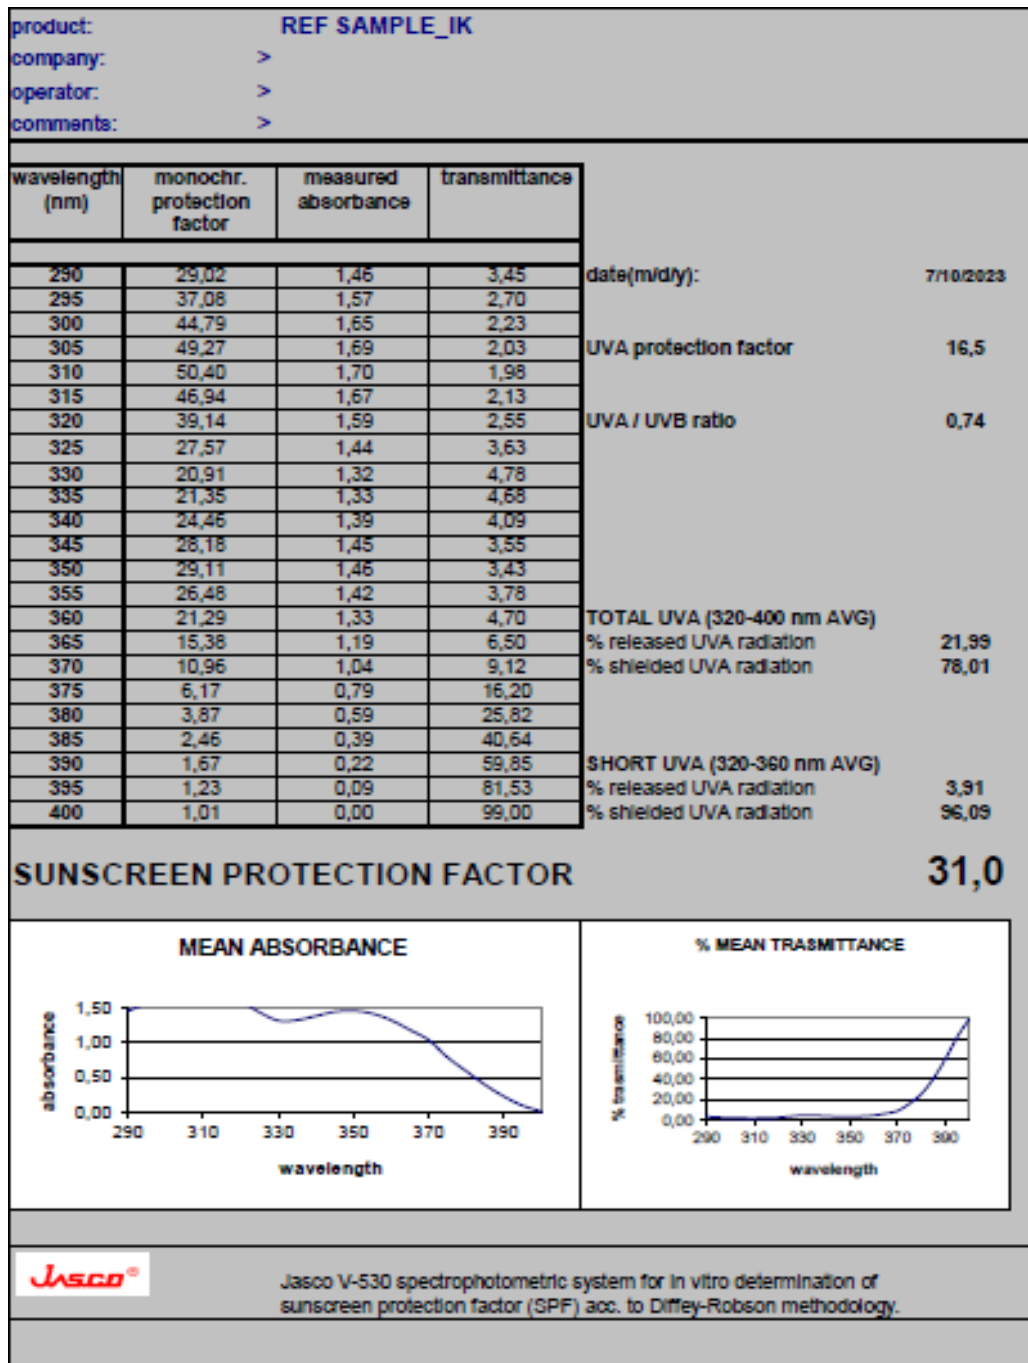 product: REF SAMPLE_IK
company: >
operator: >
comments: >
wavelength (nm) monochr. protection factor measured absorbance transmittance
290 29,02 1,46 3,45 date(m/d/y): 7/10/2023
295 37,08 1,57 2,70
300 44,79 1,65 2,23
305 49,27 1,69 2,03 UVA protection factor 16,5
310 50,40 1,70 1,98
315 46,94 1,67 2,13
320 39,14 1,59 2,55 UVA / UVB ratio 0,74
325 27,57 1,44 3,63
330 20,91 1,32 4,78
335 21,35 1,33 4,68
340 24,46 1,39 4,09
345 28,18 1,45 3,55
350 29,11 1,46 3,43
355 26,48 1,42 3,78
360 21,29 1,33 4,70 TOTAL UVA (320-400 nm AVG)
365 15,38 1,19 6,50 % released UVA radiation 21,99
370 10,96 1,04 9,12 % shielded UVA radiation 78,01
375 6,17 0,79 16,20
380 3,87 0,59 25,82
385 2,46 0,39 40,64
390 1,67 0,22 59,85 SHORT UVA (320-360 nm AVG)
395 1,23 0,09 81,53 % released UVA radiation 3,91
400 1,01 0,00 99,00 % shielded UVA radiation 96,09
SUNSCREEN PROTECTION FACTOR 31,0
MEAN ABSORBANCE
absorbance
1,50
1,00
0,50
0,00
290 310 330 350 370 390
wavelength
% MEAN TRASMITTANCE
% trasmittance
100,00
80,00
60,00
40,00
20,00
0,00
290 310 330 350 370 390
wavelength
Jasco®
Jasco V-530 spectrophotometric system for in vitro determination of
sunscreen protection factor (SPF) acc. to Diffey-Robson methodology.